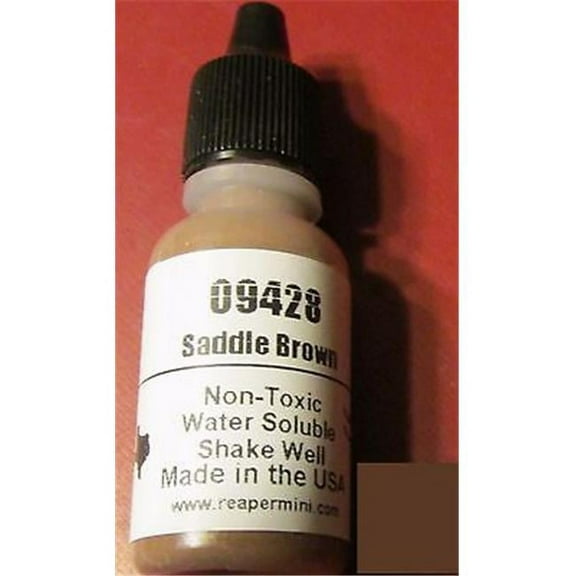 09428
Saddle Brown
Non-Toxic
Water Soluble
Shake Well
Made in the USA
www.reapermini.com